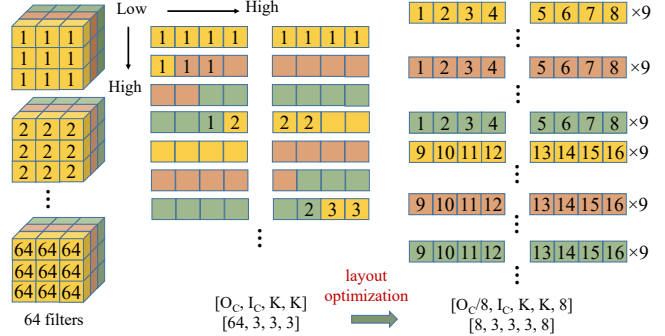 Low
High
High
1 1 1
1 1 1
1 1 1
2 2 2
2 2 2
2 2 2
64 64 64
64 64 64
64 64 64
64 filters
1 1 1 1 1 1 1 1
1 1 1
1 2 2 2
2 3 3
[O_C, I_C, K, K]
[64, 3, 3, 3]
layout
optimization
1 2 3 4 5 6 7 8 ×9
1 2 3 4 5 6 7 8 ×9
1 2 3 4 5 6 7 8 ×9
9 10 11 12 13 14 15 16 ×9
9 10 11 12 13 14 15 16 ×9
9 10 11 12 13 14 15 16 ×9
[O_C/8, I_C, K, K, 8]
[8, 3, 3, 3, 8]